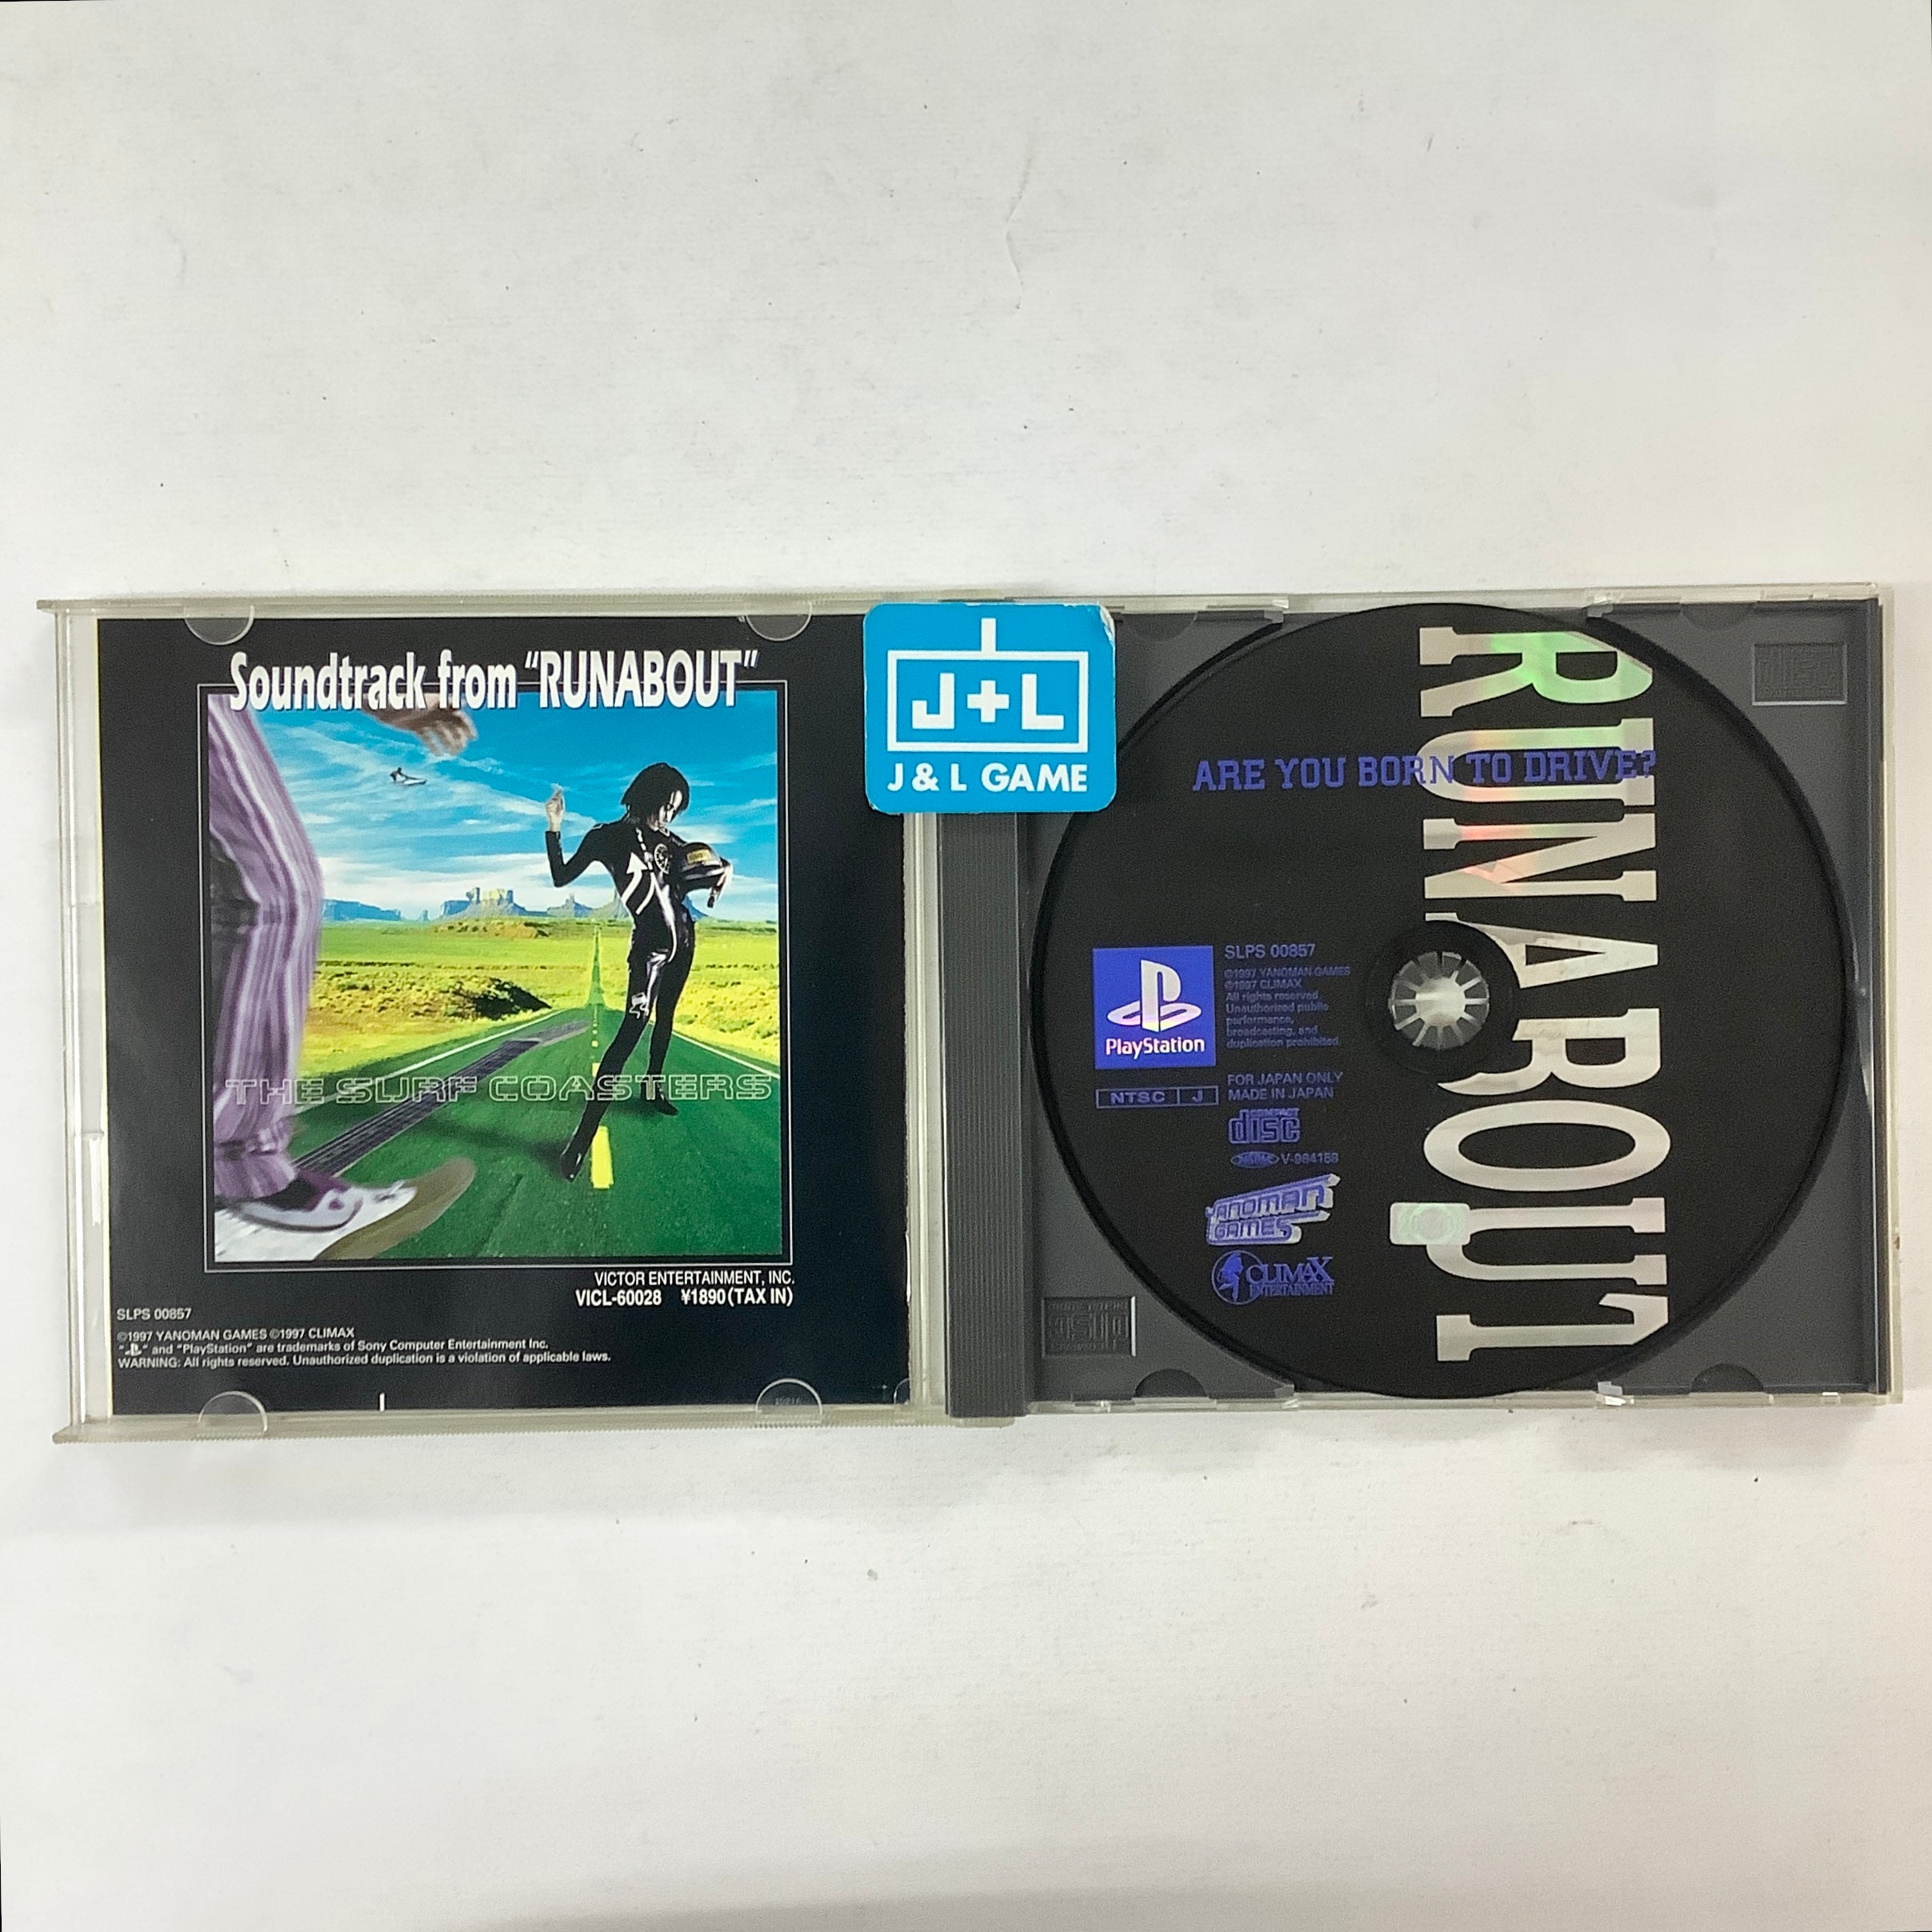 Soundtrack from “RUNABOUT”
THE SURF COASTERS
VICTOR ENTERTAINMENT, INC.
VICL-60028 ¥1890(TAX IN)
SLPS 00857
©1997 YANOMAN GAMES ©1997 CLIMAX
" " and "PlayStation" are trademarks of Sony Computer Entertainment Inc.
WARNING: All rights reserved. Unauthorized duplication is a violation of applicable laws.
J+L
J & L GAME
RUNABOUT
ARE YOU BORN TO DRIVE?
PlayStation
NTSC J
SLPS 00857
©1997 YANOMAN GAMES
©1997 CLIMAX
All rights reserved.
Unauthorized public
performance,
broadcasting, and
duplication prohibited.
FOR JAPAN ONLY
MADE IN JAPAN
COMPACT
disc
V-984158
YANOMAN
GAMES
CLIMAX
ENTERTAINMENT